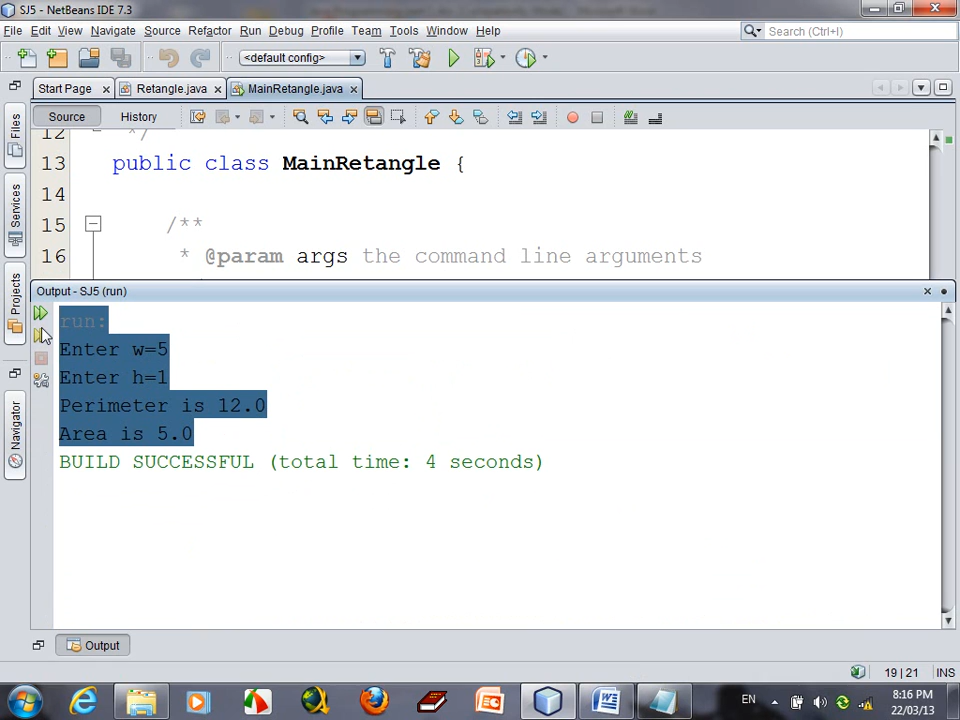 SJ5 - NetBeans IDE 7.3
File Edit View Navigate Source Refactor Run Debug Profile Team Tools Window Help
Search (Ctrl+I)
<default config>
Start Page Retangle.java MainRetangle.java
Source History
12 */
13 public class MainRetangle {
14
15 /**
16 * @param args the command line arguments
Files
Services
Projects
Navigator
Output - SJ5 (run)
run:
Enter w=5
Enter h=1
Perimeter is 12.0
Area is 5.0
BUILD SUCCESSFUL (total time: 4 seconds)
Output
19 | 21 INS
EN
8:16 PM
22/03/13